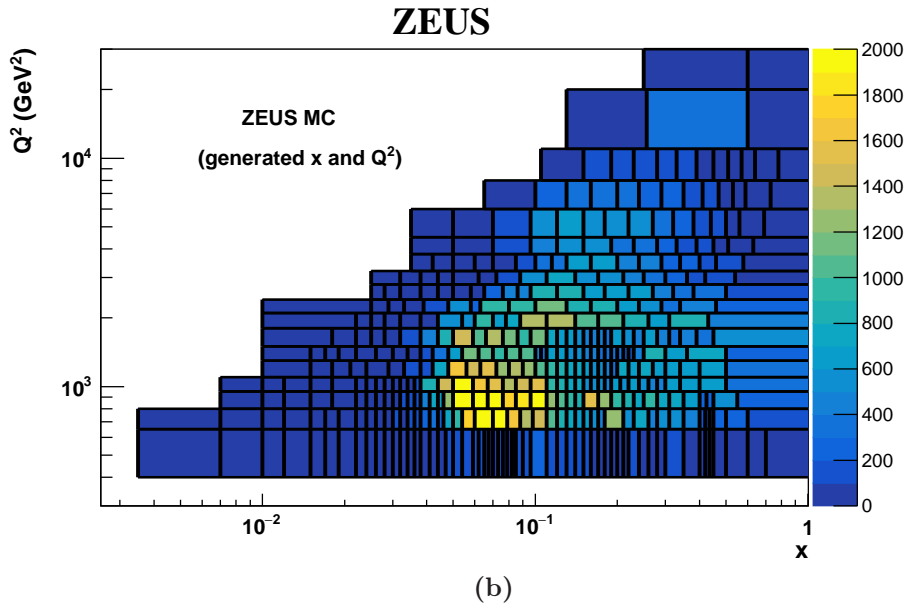 ZEUS
Q² (GeV²)
ZEUS MC
(generated x and Q²)
10⁴
10³
10⁻²
10⁻¹
1
x
2000
1800
1600
1400
1200
1000
800
600
400
200
0
(b)